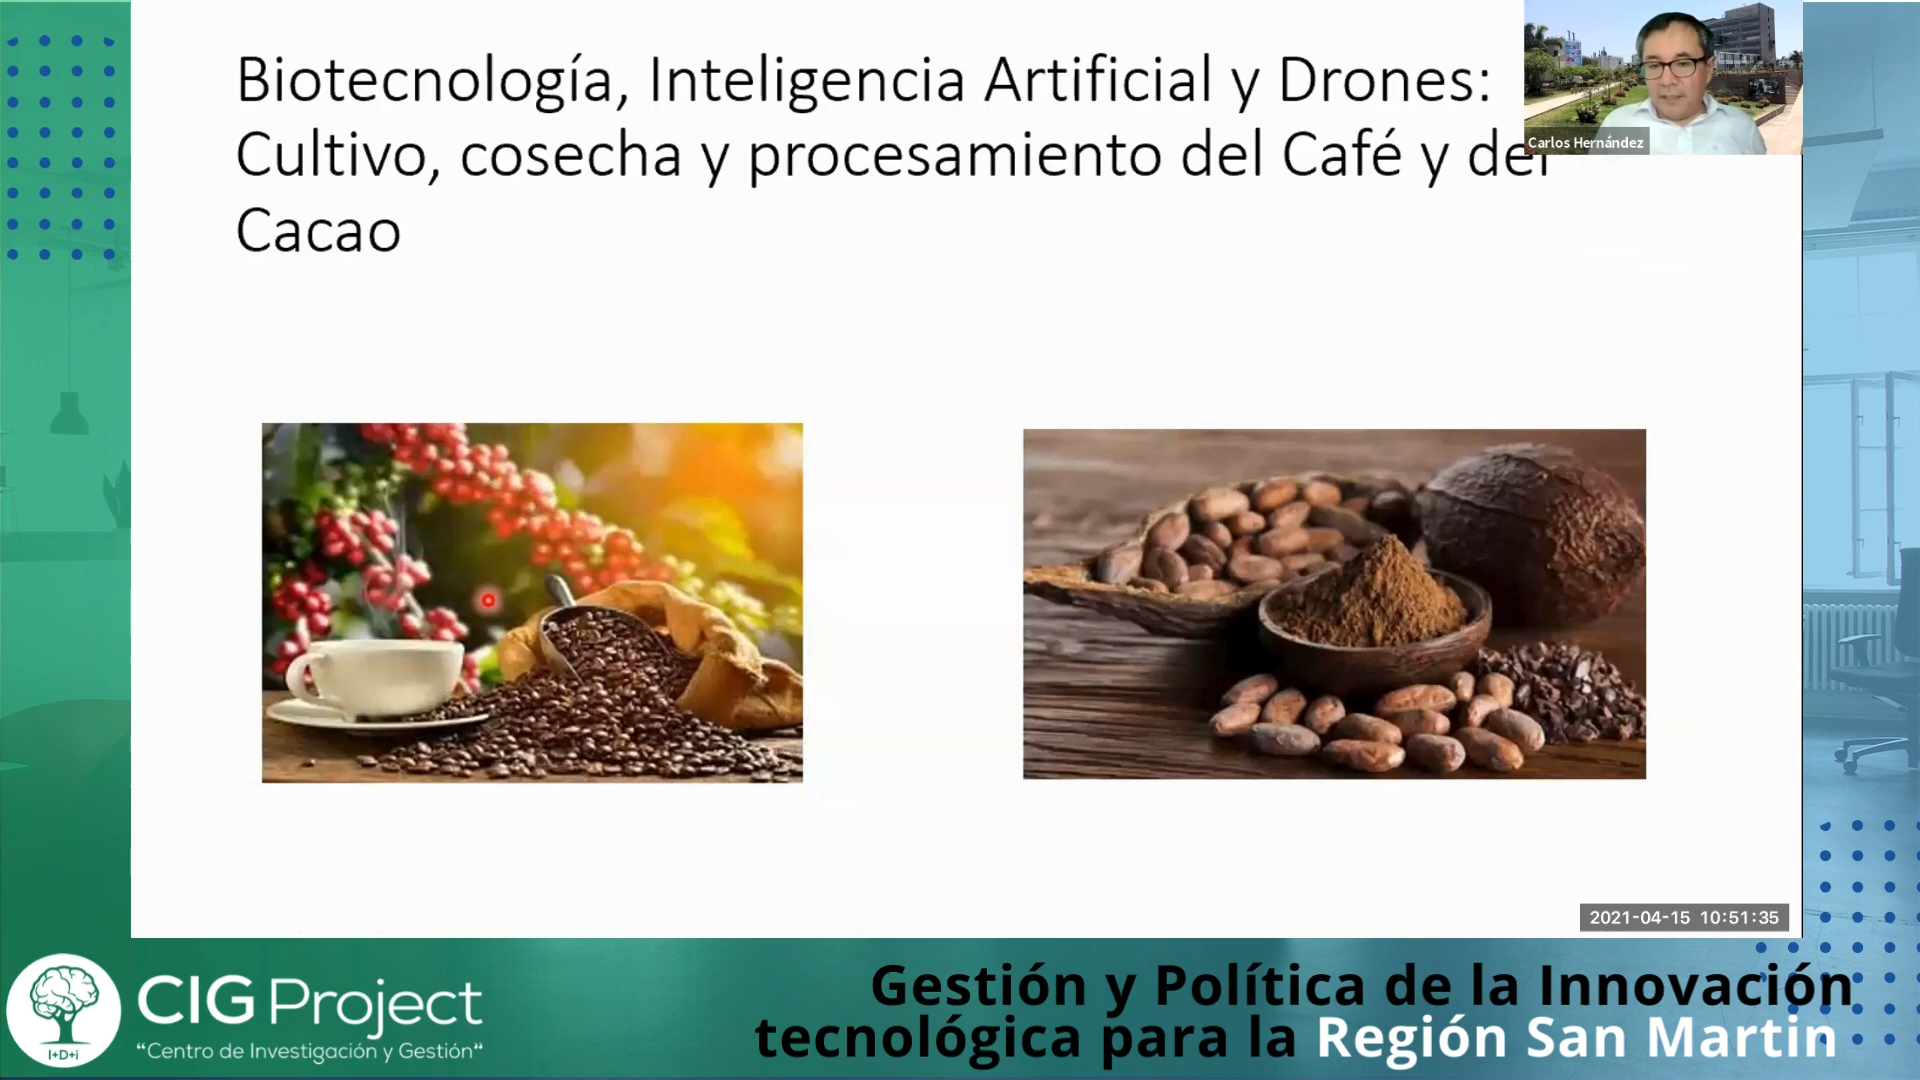 Biotecnología, Inteligencia Artificial y Drones:
Cultivo, cosecha y procesamiento del Café y del
Cacao
Carlos Hernández
2021-04-15 10:51:35
I+D+i
CIG Project
“Centro de Investigación y Gestión”
Gestión y Política de la Innovación
tecnológica para la Región San Martin